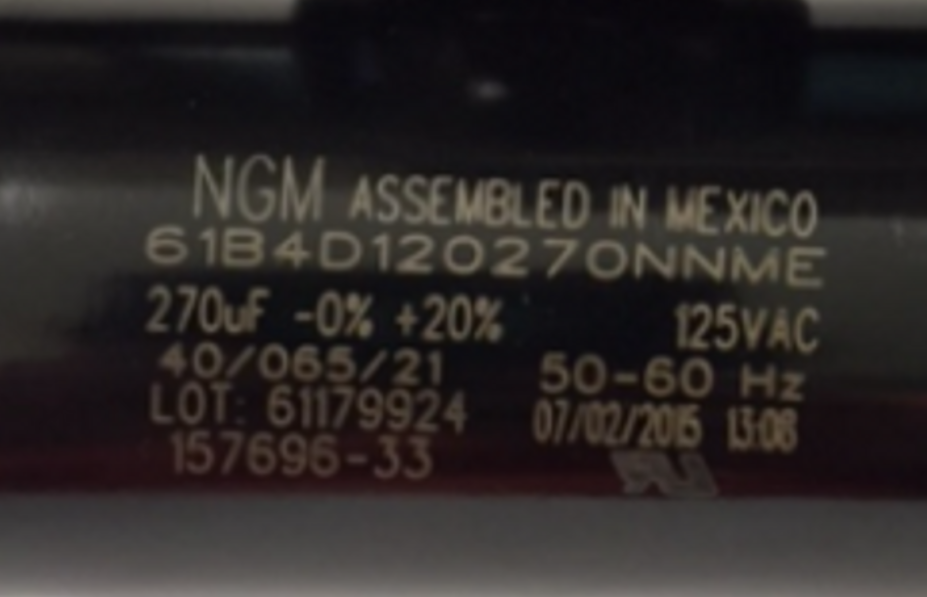 NGM ASSEMBLED IN MEXICO
61B4D120270NNME
270uF -0% +20% 125VAC
40/065/21 50-60 Hz
LOT: 61179924 07/02/2015 13:08
157696-33